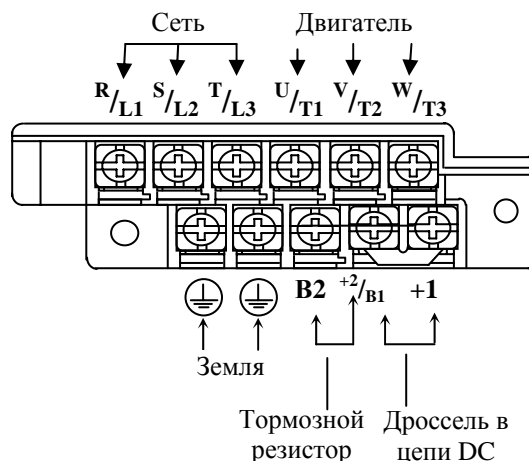 Сеть Двигатель
R/L1 S/L2 T/L3 U/T1 V/T2 W/T3
B2 +2/B1 +1
Земля
Тормозной резистор
Дроссель в цепи DC